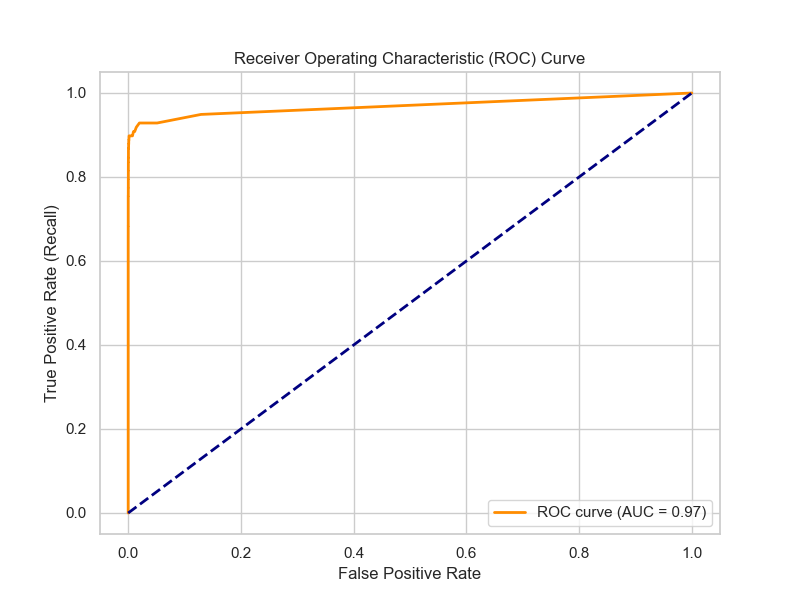 Receiver Operating Characteristic (ROC) Curve
True Positive Rate (Recall)
1.0
0.8
0.6
0.4
0.2
0.0
ROC curve (AUC = 0.97)
0.0 0.2 0.4 0.6 0.8 1.0
False Positive Rate